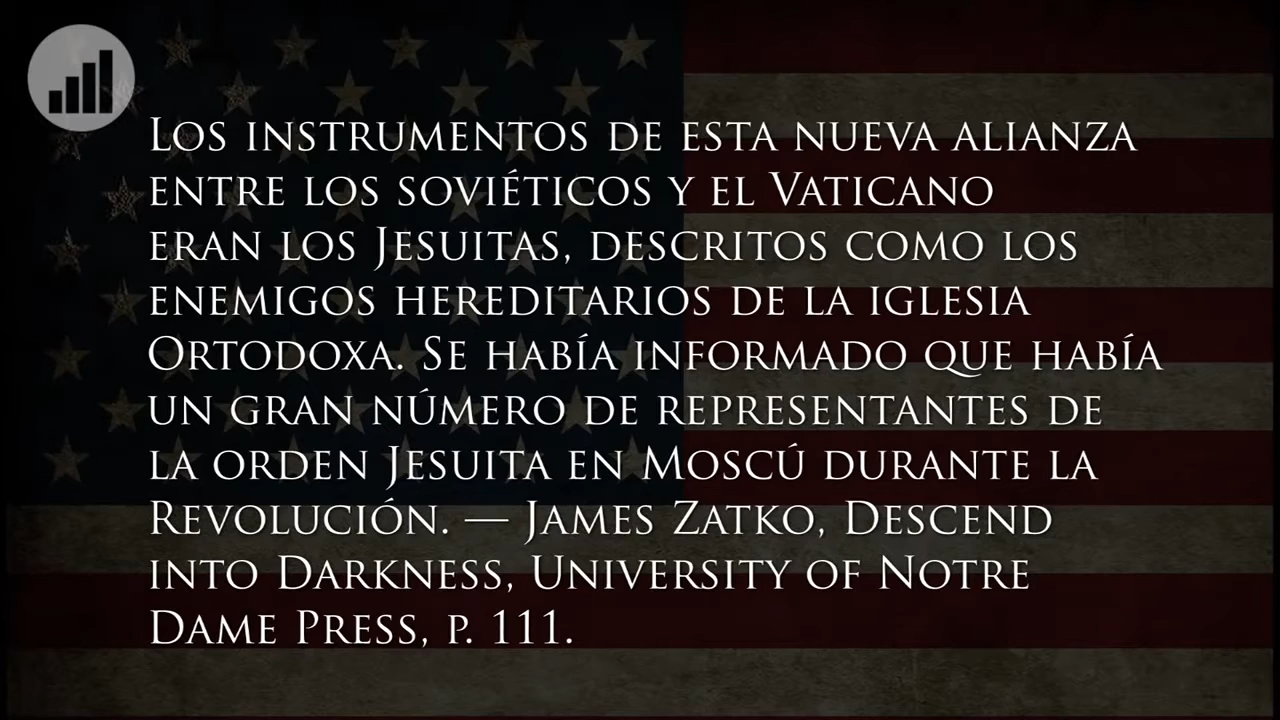 Los instrumentos de esta nueva alianza
entre los soviéticos y el Vaticano
eran los Jesuitas, descritos como los
enemigos hereditarios de la iglesia
Ortodoxa. Se había informado que había
un gran número de representantes de
la orden Jesuita en Moscú durante la
Revolución. — James Zatko, Descend
into Darkness, University of Notre
Dame Press, p. 111.